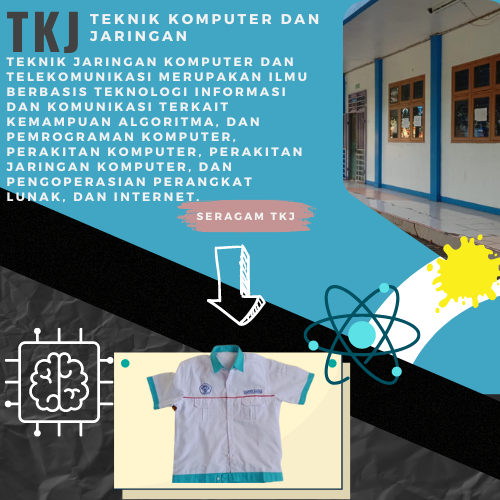 TKJ
TEKNIK KOMPUTER DAN
JARINGAN
TEKNIK JARINGAN KOMPUTER DAN
TELEKOMUNIKASI MERUPAKAN ILMU
BERBASIS TEKNOLOGI INFORMASI
DAN KOMUNIKASI TERKAIT
KEMAMPUAN ALGORITMA, DAN
PEMROGRAMAN KOMPUTER,
PERAKITAN KOMPUTER, PERAKITAN
JARINGAN KOMPUTER, DAN
PENGOPERASIAN PERANGKAT
LUNAK, DAN INTERNET.
SERAGAM TKJ